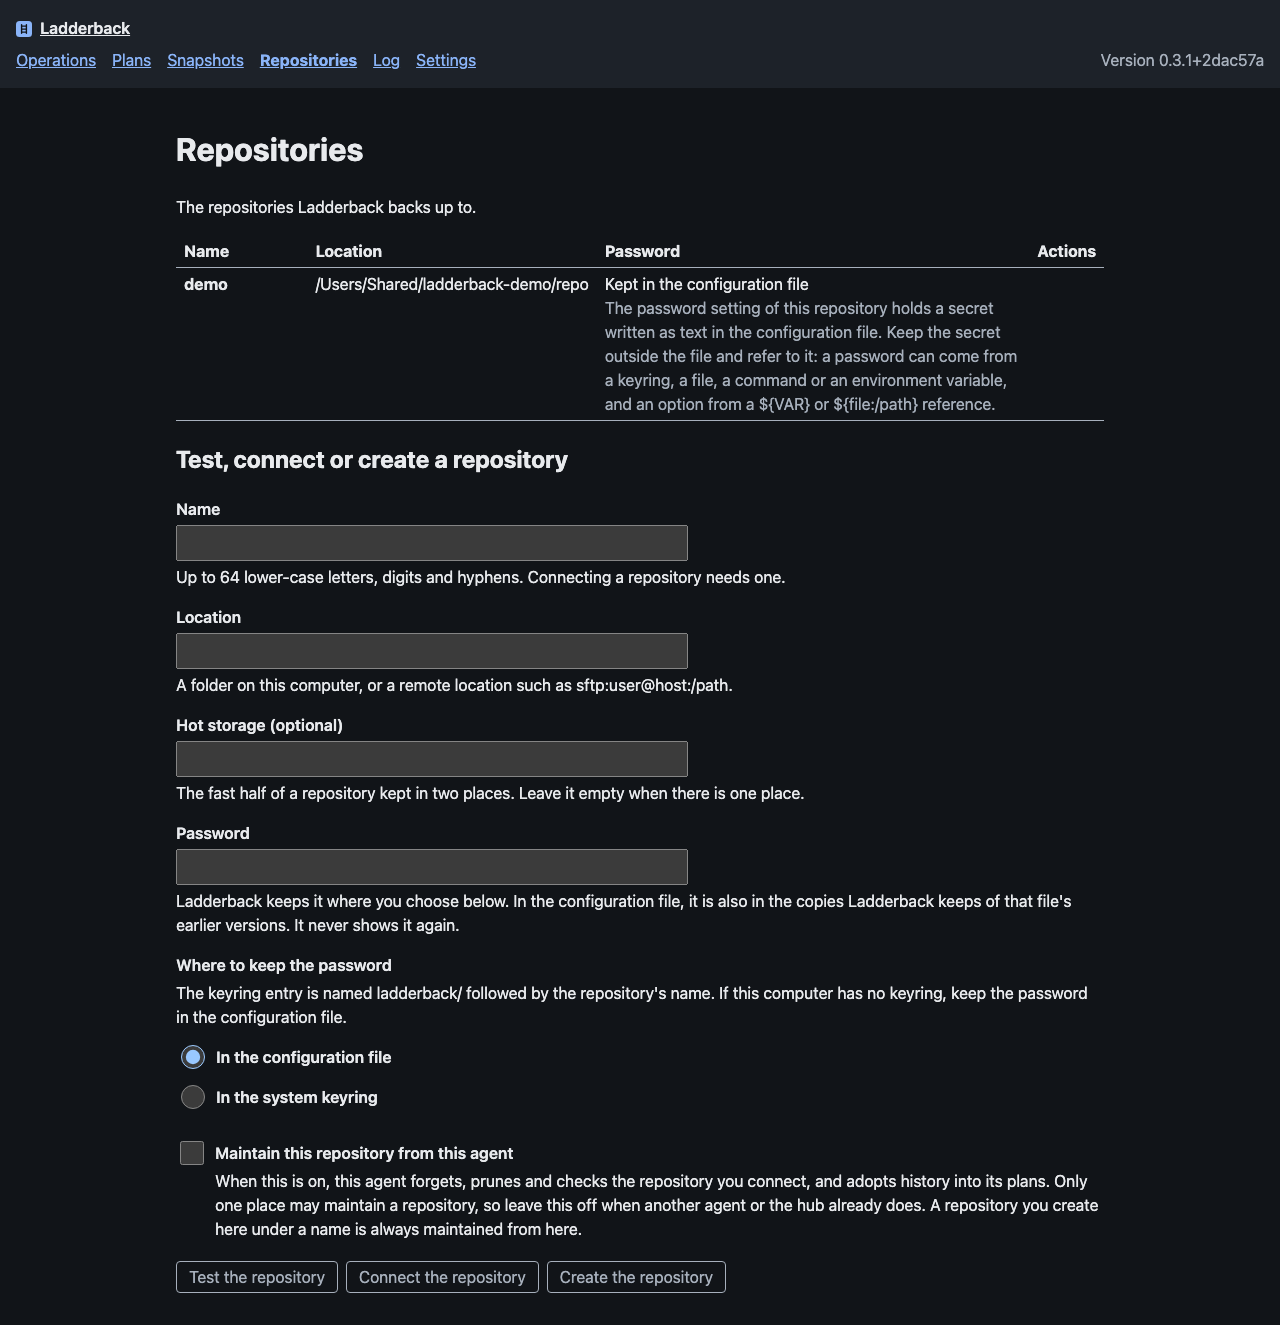 Ladderback
Operations Plans Snapshots Repositories Log Settings Version 0.3.1+2dac57a
Repositories
The repositories Ladderback backs up to.
Name Location Password Actions
demo /Users/Shared/ladderback-demo/repo Kept in the configuration file
The password setting of this repository holds a secret
written as text in the configuration file. Keep the secret
outside the file and refer to it: a password can come from
a keyring, a file, a command or an environment variable,
and an option from a ${VAR} or ${file:/path} reference.
Test, connect or create a repository
Name
Up to 64 lower-case letters, digits and hyphens. Connecting a repository needs one.
Location
A folder on this computer, or a remote location such as sftp:user@host:/path.
Hot storage (optional)
The fast half of a repository kept in two places. Leave it empty when there is one place.
Password
Ladderback keeps it where you choose below. In the configuration file, it is also in the copies Ladderback keeps of that file's
earlier versions. It never shows it again.
Where to keep the password
The keyring entry is named ladderback/ followed by the repository's name. If this computer has no keyring, keep the password
in the configuration file.
In the configuration file
In the system keyring
Maintain this repository from this agent
When this is on, this agent forgets, prunes and checks the repository you connect, and adopts history into its plans. Only
one place may maintain a repository, so leave this off when another agent or the hub already does. A repository you create
here under a name is always maintained from here.
Test the repository Connect the repository Create the repository